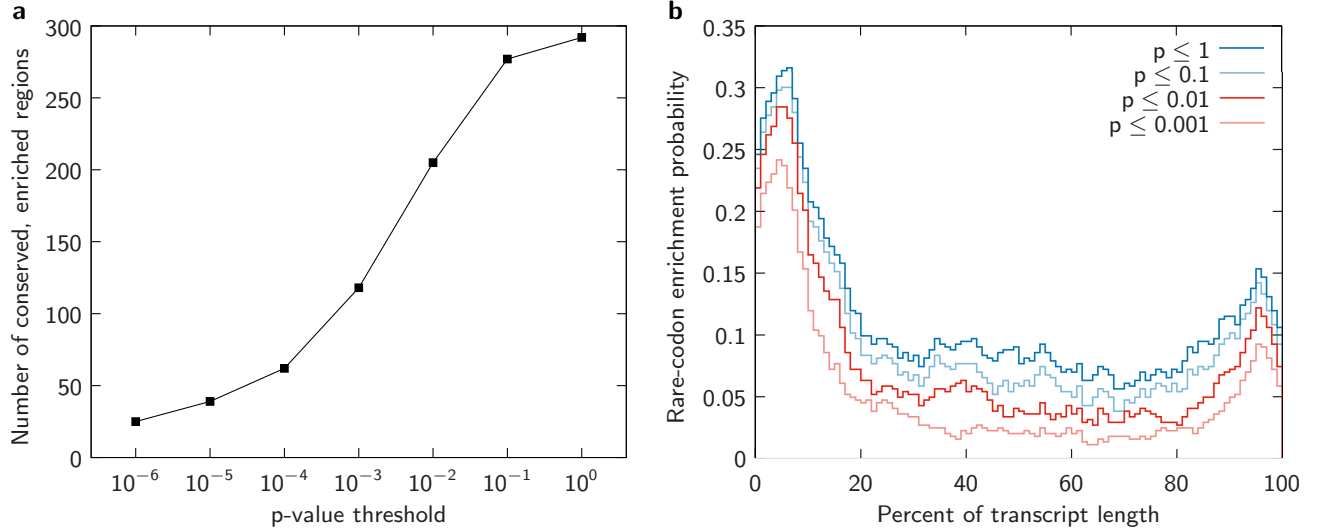 a
Number of conserved, enriched regions
300
250
200
150
100
50
0
10⁻⁶ 10⁻⁵ 10⁻⁴ 10⁻³ 10⁻² 10⁻¹ 10⁰
p-value threshold
b
Rare-codon enrichment probability
0.35
0.3
0.25
0.2
0.15
0.1
0.05
0
p ≤ 1
p ≤ 0.1
p ≤ 0.01
p ≤ 0.001
0 20 40 60 80 100
Percent of transcript length